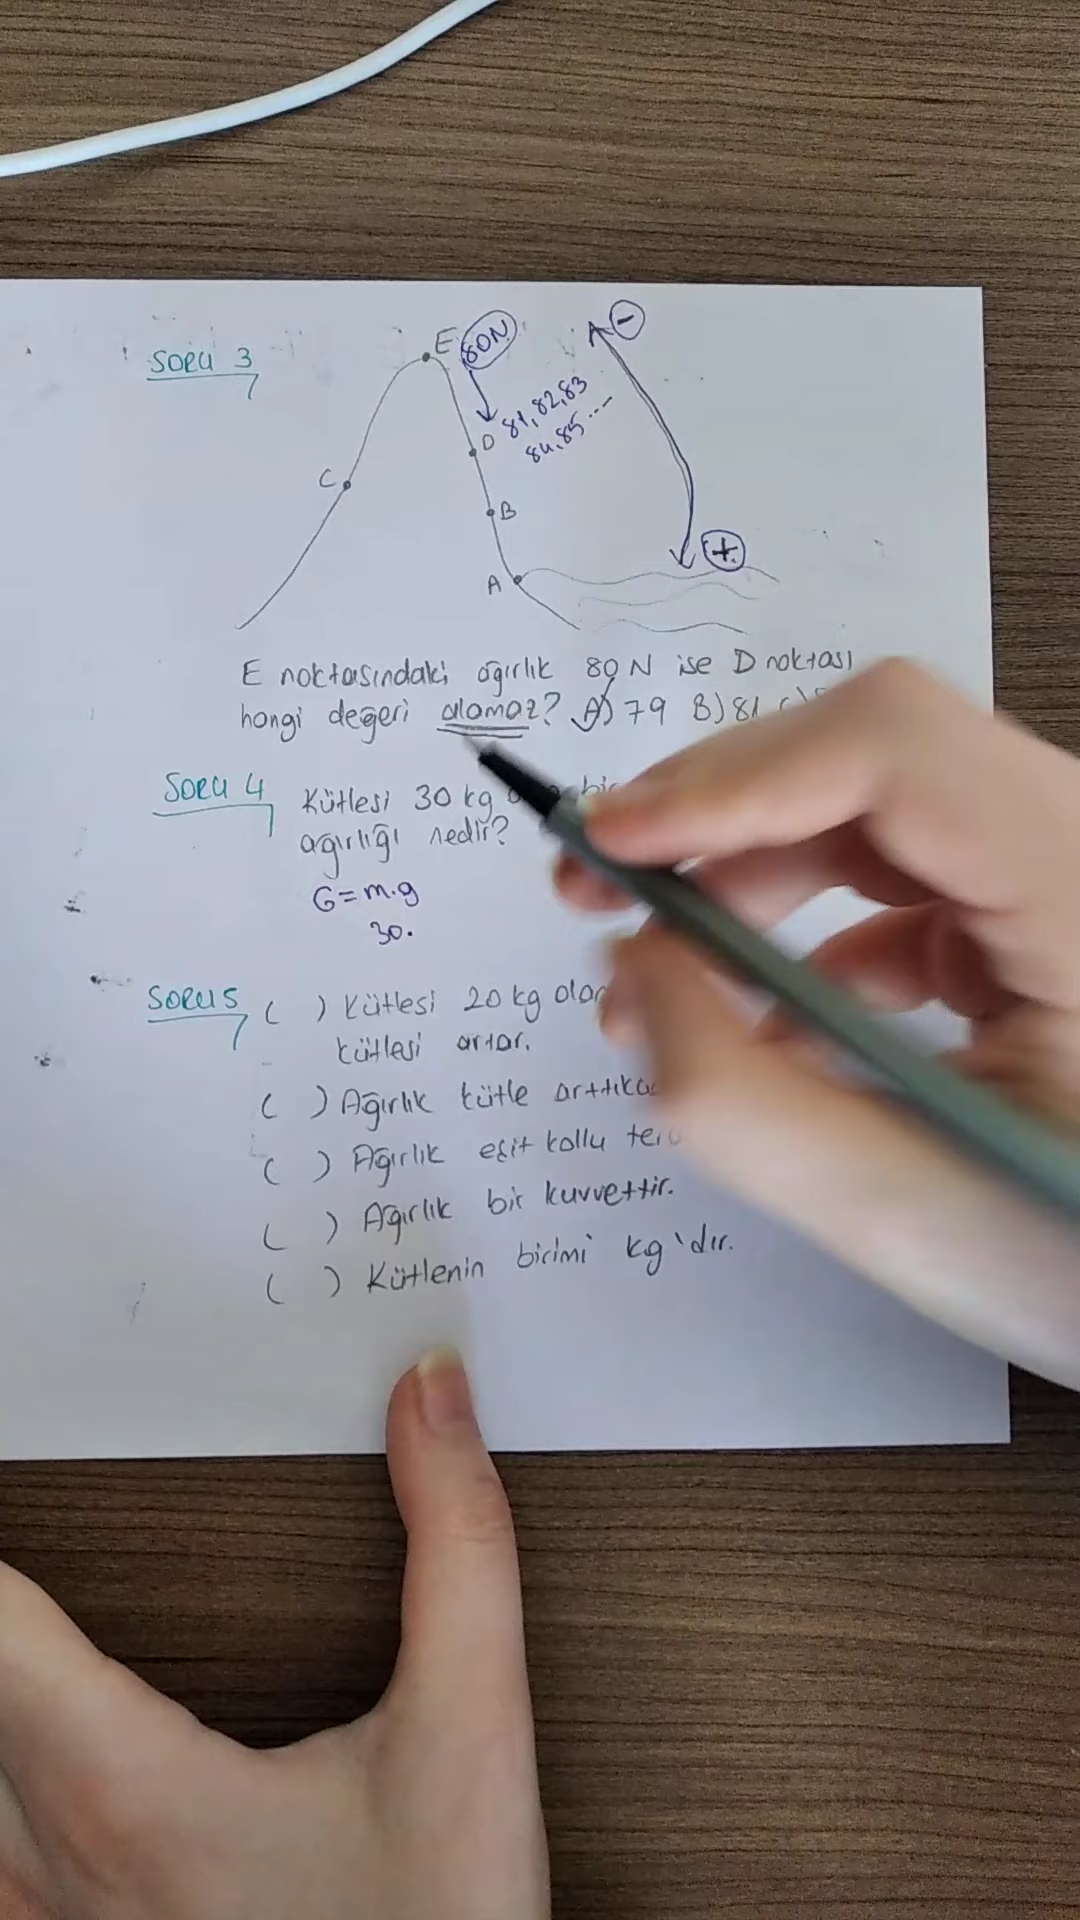 SORU 3
E 80N
81, 82, 83
84, 85 ...
-
D
C
B
+
A
E noktasındaki ağırlık 80 N ise D noktası
hangi değeri alamaz? A) 79 B) 81
SORU 4 Kütlesi 30 kg
ağırlığı nedir?
G=m.g
30.
SORU 5 ( ) Kütlesi 20 kg
kütlesi artar.
( ) Ağırlık kütle
( ) Ağırlık eşit kollu
( ) Ağırlık bir kuvvettir.
( ) Kütlenin birimi kg'dır.